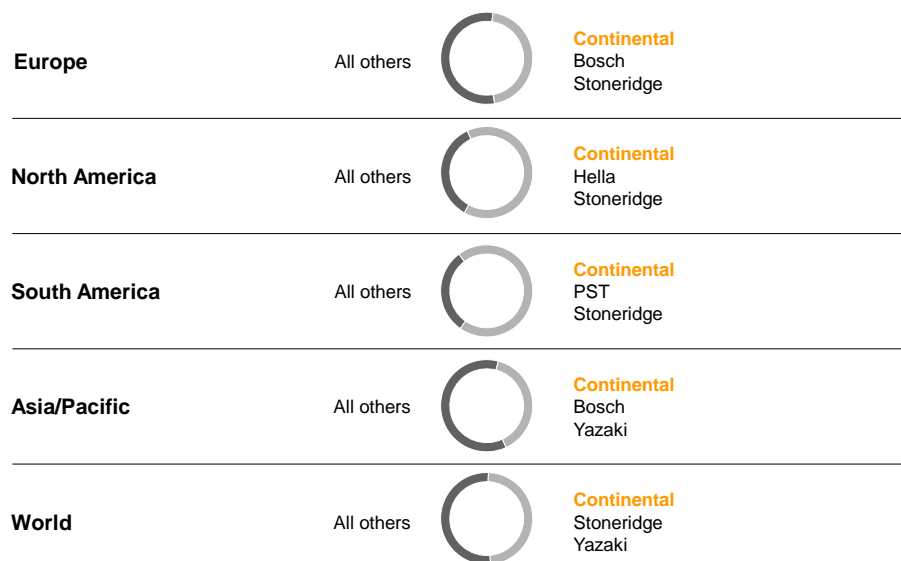 Europe
All others
Continental
Bosch
Stoneridge
North America
All others
Continental
Hella
Stoneridge
South America
All others
Continental
PST
Stoneridge
Asia/Pacific
All others
Continental
Bosch
Yazaki
World
All others
Continental
Stoneridge
Yazaki